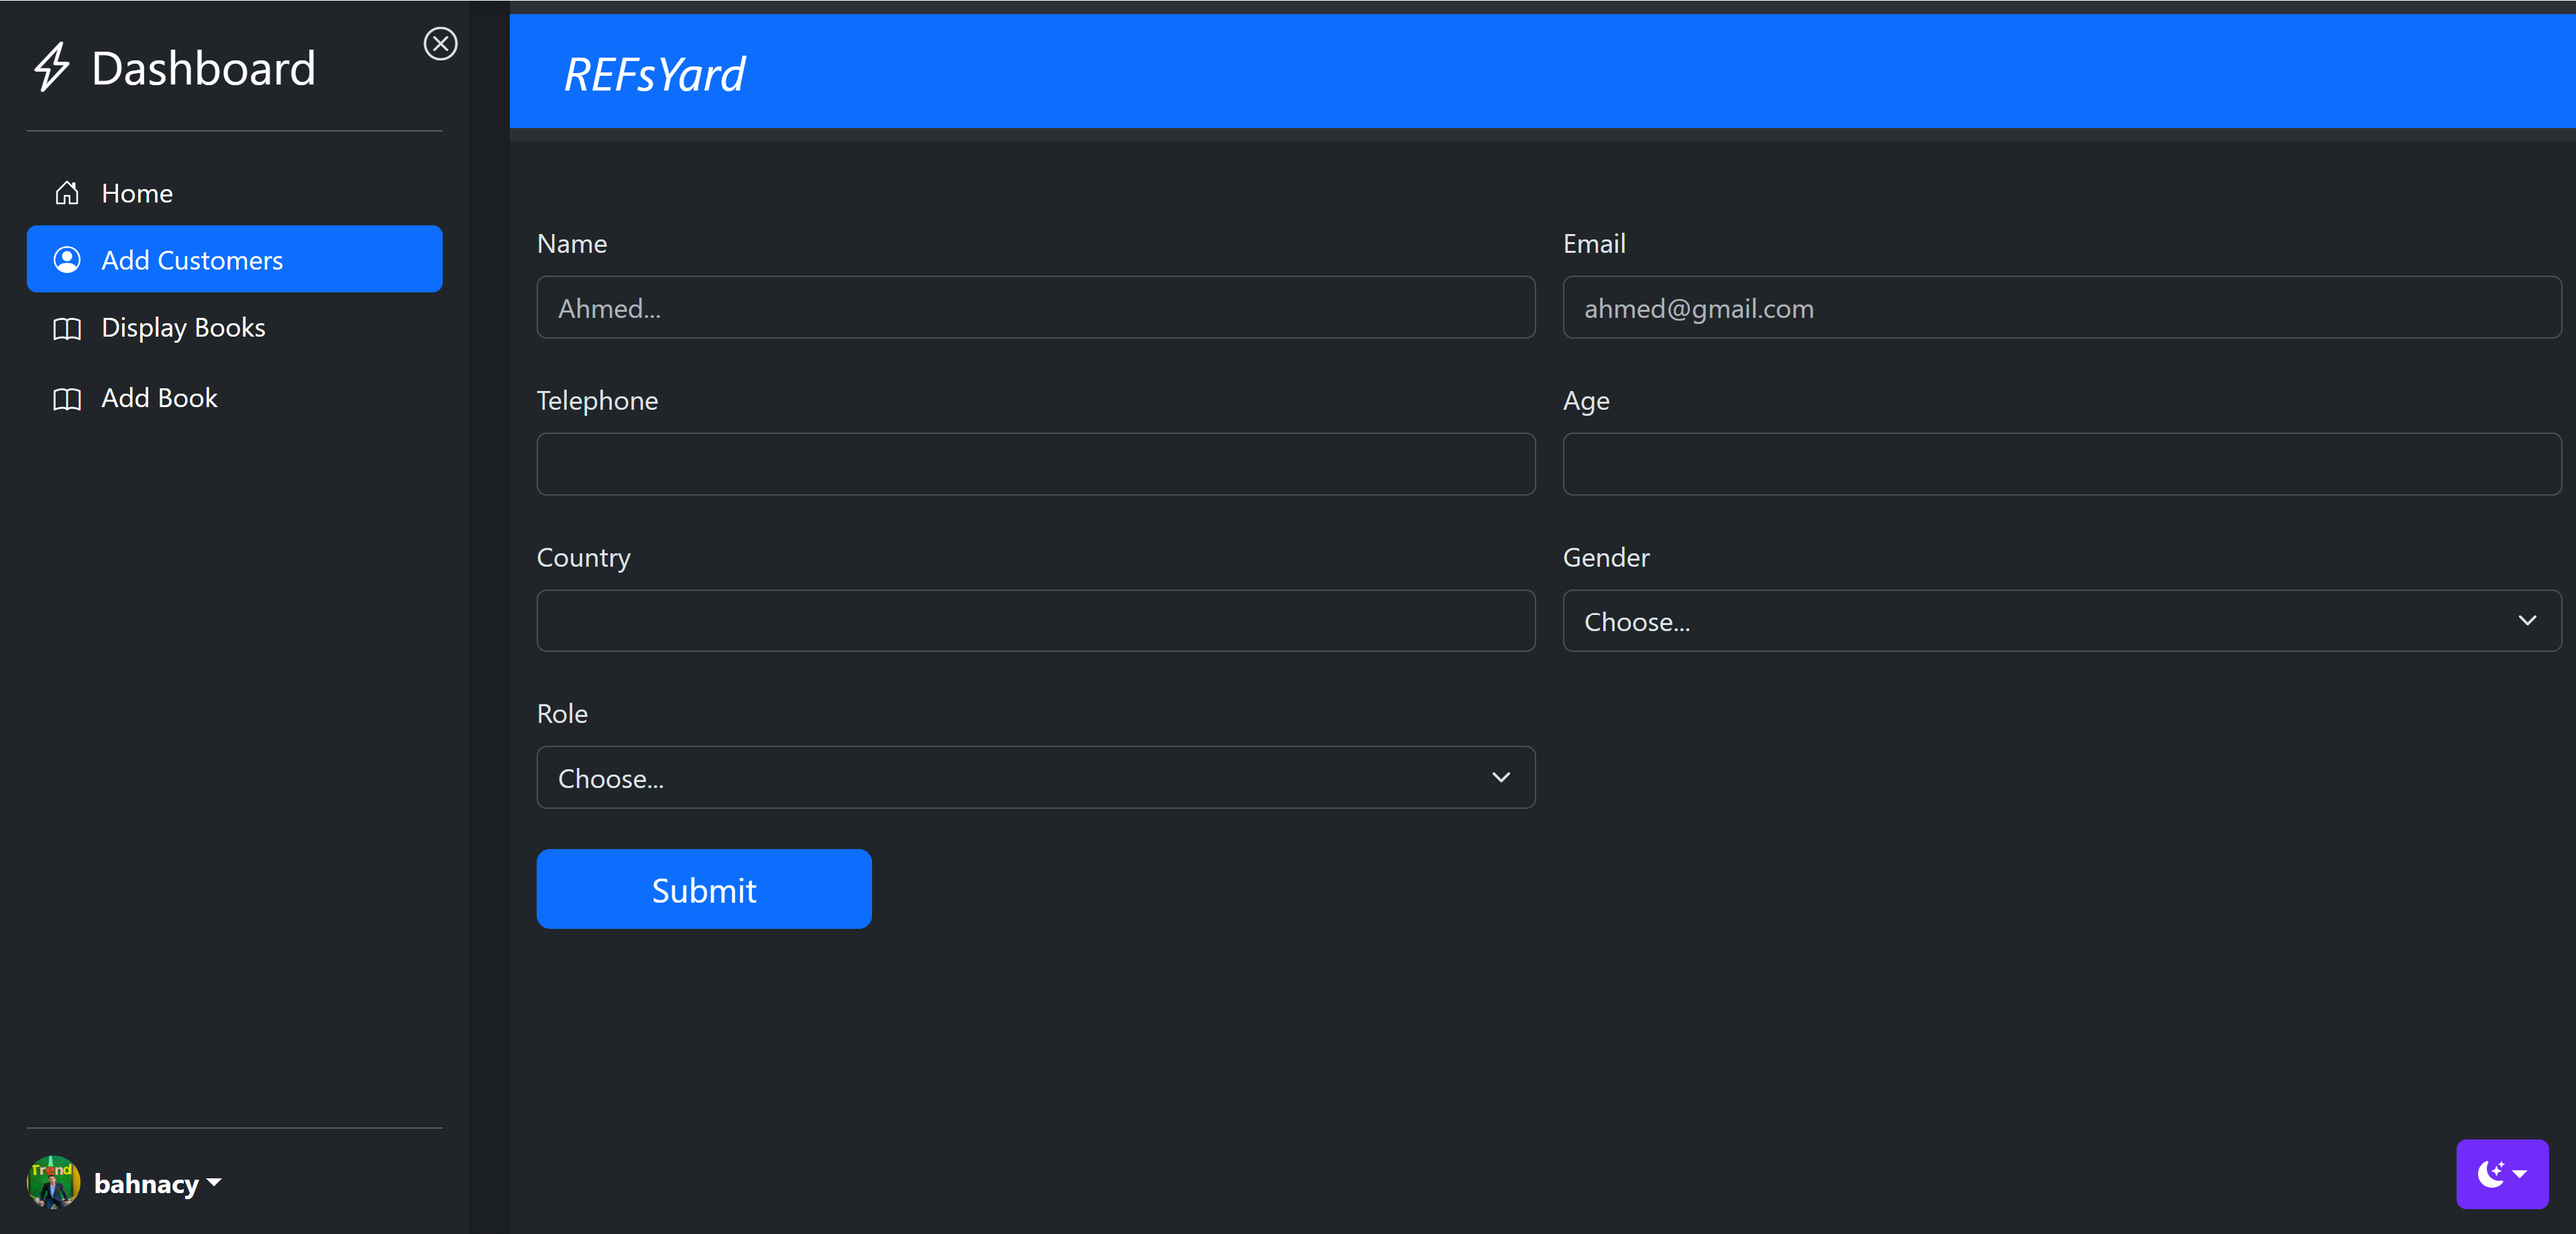 Dashboard
REFsYard
Home
Add Customers
Display Books
Add Book
Name
Email
Ahmed...
ahmed@gmail.com
Telephone
Age
Country
Gender
Choose...
Role
Choose...
Submit
Trend
bahnacy